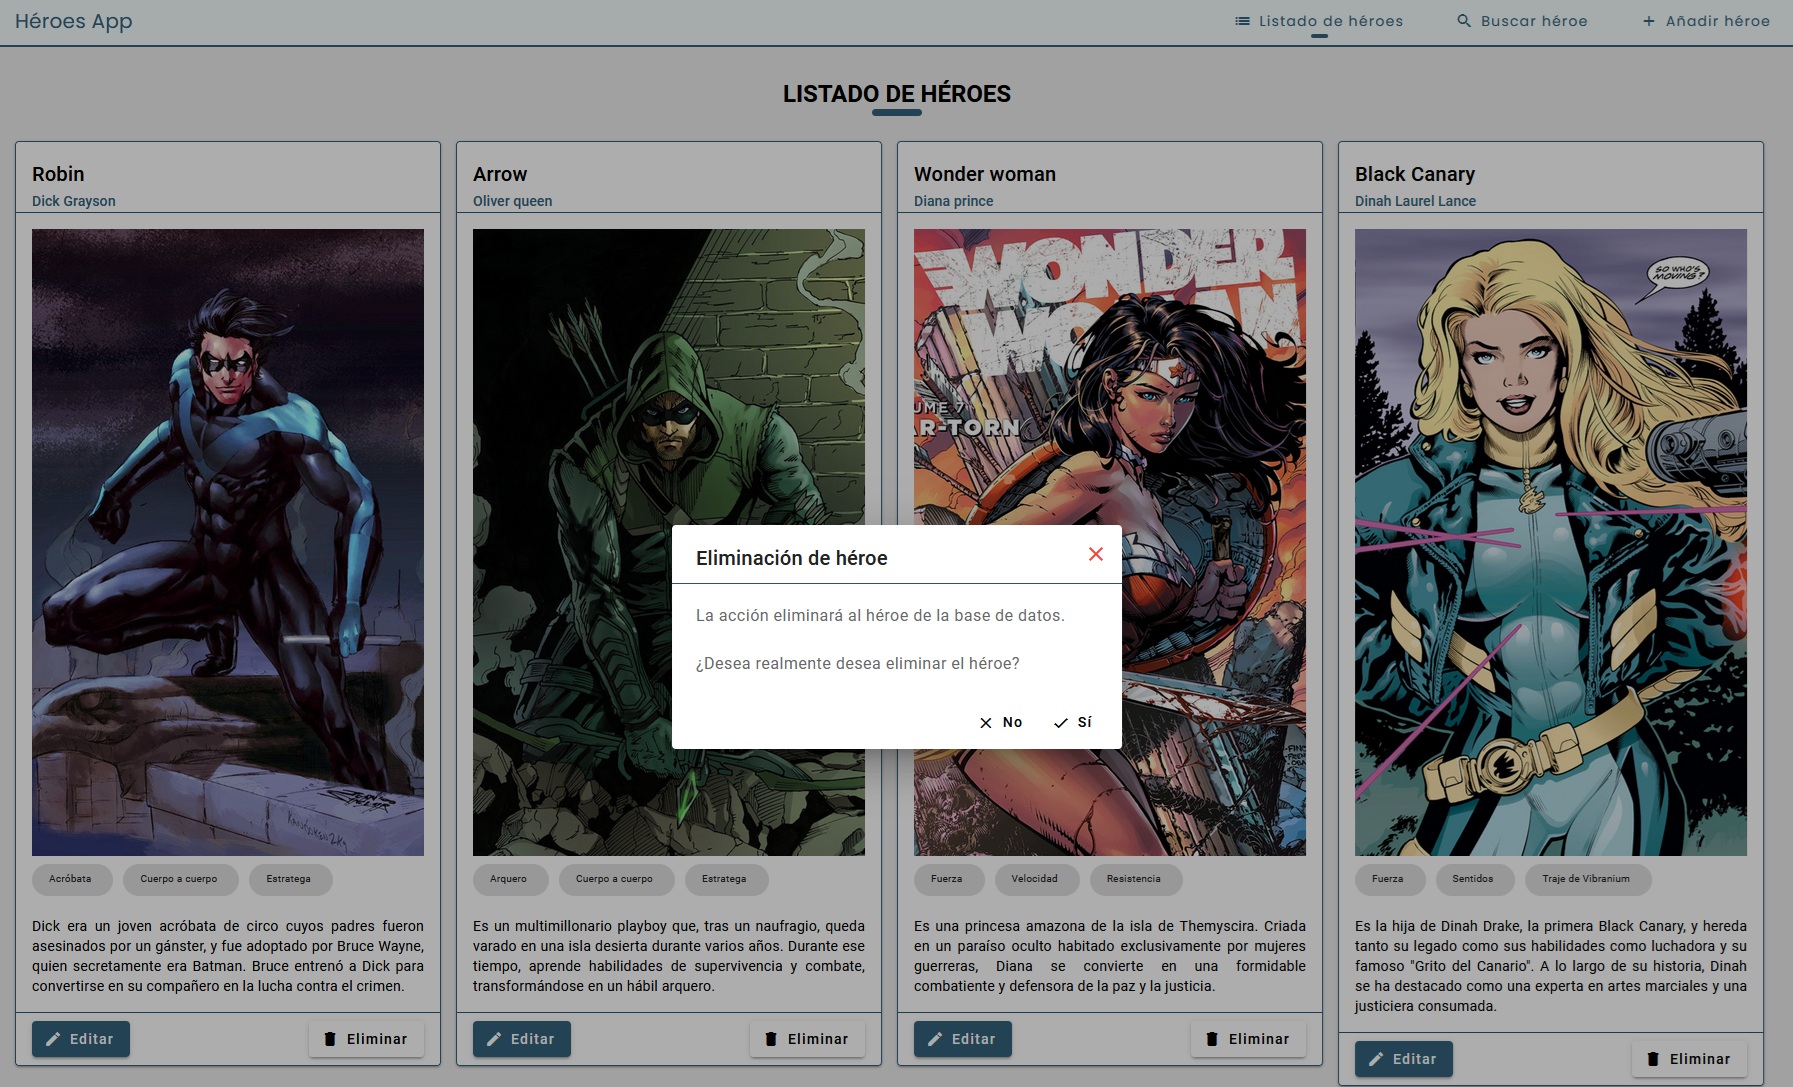 Héroes App
Listado de héroes
Buscar héroe
Añadir héroe
LISTADO DE HÉROES
Robin
Dick Grayson
Acróbata
Cuerpo a cuerpo
Estratega
Dick era un joven acróbata de circo cuyos padres fueron
asesinados por un gánster, y fue adoptado por Bruce Wayne,
quien secretamente era Batman. Bruce entrenó a Dick para
convertirse en su compañero en la lucha contra el crimen.
Editar
Eliminar
Arrow
Oliver queen
Arquero
Cuerpo a cuerpo
Estratega
Es un multimillonario playboy que, tras un naufragio, queda
varado en una isla desierta durante varios años. Durante ese
tiempo, aprende habilidades de supervivencia y combate,
transformándose en un hábil arquero.
Editar
Eliminar
Wonder woman
Diana prince
WONDER
WO
AN
UME 7
R-TORN
Fuerza
Velocidad
Resistencia
Es una princesa amazona de la isla de Themyscira. Criada
en un paraíso oculto habitado exclusivamente por mujeres
guerreras, Diana se convierte en una formidable
combatiente y defensora de la paz y la justicia.
Editar
Eliminar
Black Canary
Dinah Laurel Lance
SO WHO'S
MOVING?
Fuerza
Sentidos
Traje de Vibranium
Es la hija de Dinah Drake, la primera Black Canary, y hereda
tanto su legado como sus habilidades como luchadora y su
famoso "Grito del Canario". A lo largo de su historia, Dinah
se ha destacado como una experta en artes marciales y una
justiciera consumada.
Editar
Eliminar
Eliminación de héroe
La acción eliminará al héroe de la base de datos.
¿Desea realmente desea eliminar el héroe?
No
Sí